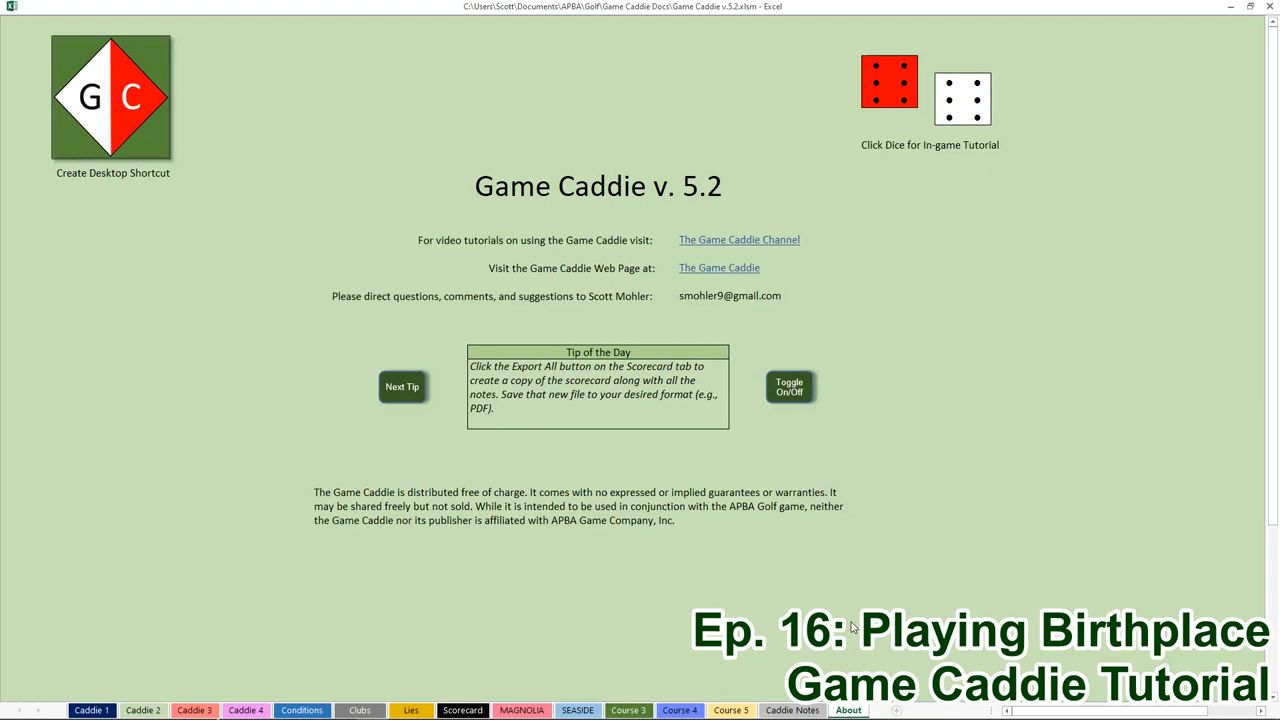 C:\Users\Scott\Documents\APBA\Golf\Game Caddie Docs\Game Caddie v.5.2.xlsm - Excel
G C
Create Desktop Shortcut
Click Dice for In-game Tutorial
Game Caddie v. 5.2
For video tutorials on using the Game Caddie visit: The Game Caddie Channel
Visit the Game Caddie Web Page at: The Game Caddie
Please direct questions, comments, and suggestions to Scott Mohler: smohler9@gmail.com
Tip of the Day
Click the Export All button on the Scorecard tab to
create a copy of the scorecard along with all the
notes. Save that new file to your desired format (e.g.,
PDF).
Next Tip
Toggle
On/Off
The Game Caddie is distributed free of charge. It comes with no expressed or implied guarantees or warranties. It
may be shared freely but not sold. While it is intended to be used in conjunction with the APBA Golf game, neither
the Game Caddie nor its publisher is affiliated with APBA Game Company, Inc.
Ep. 16: Playing Birthplace
Game Caddie Tutorial
Caddie 1 Caddie 2 Caddie 3 Caddie 4 Conditions Clubs Lies Scorecard MAGNOLIA SEASIDE Course 3 Course 4 Course 5 Caddie Notes About